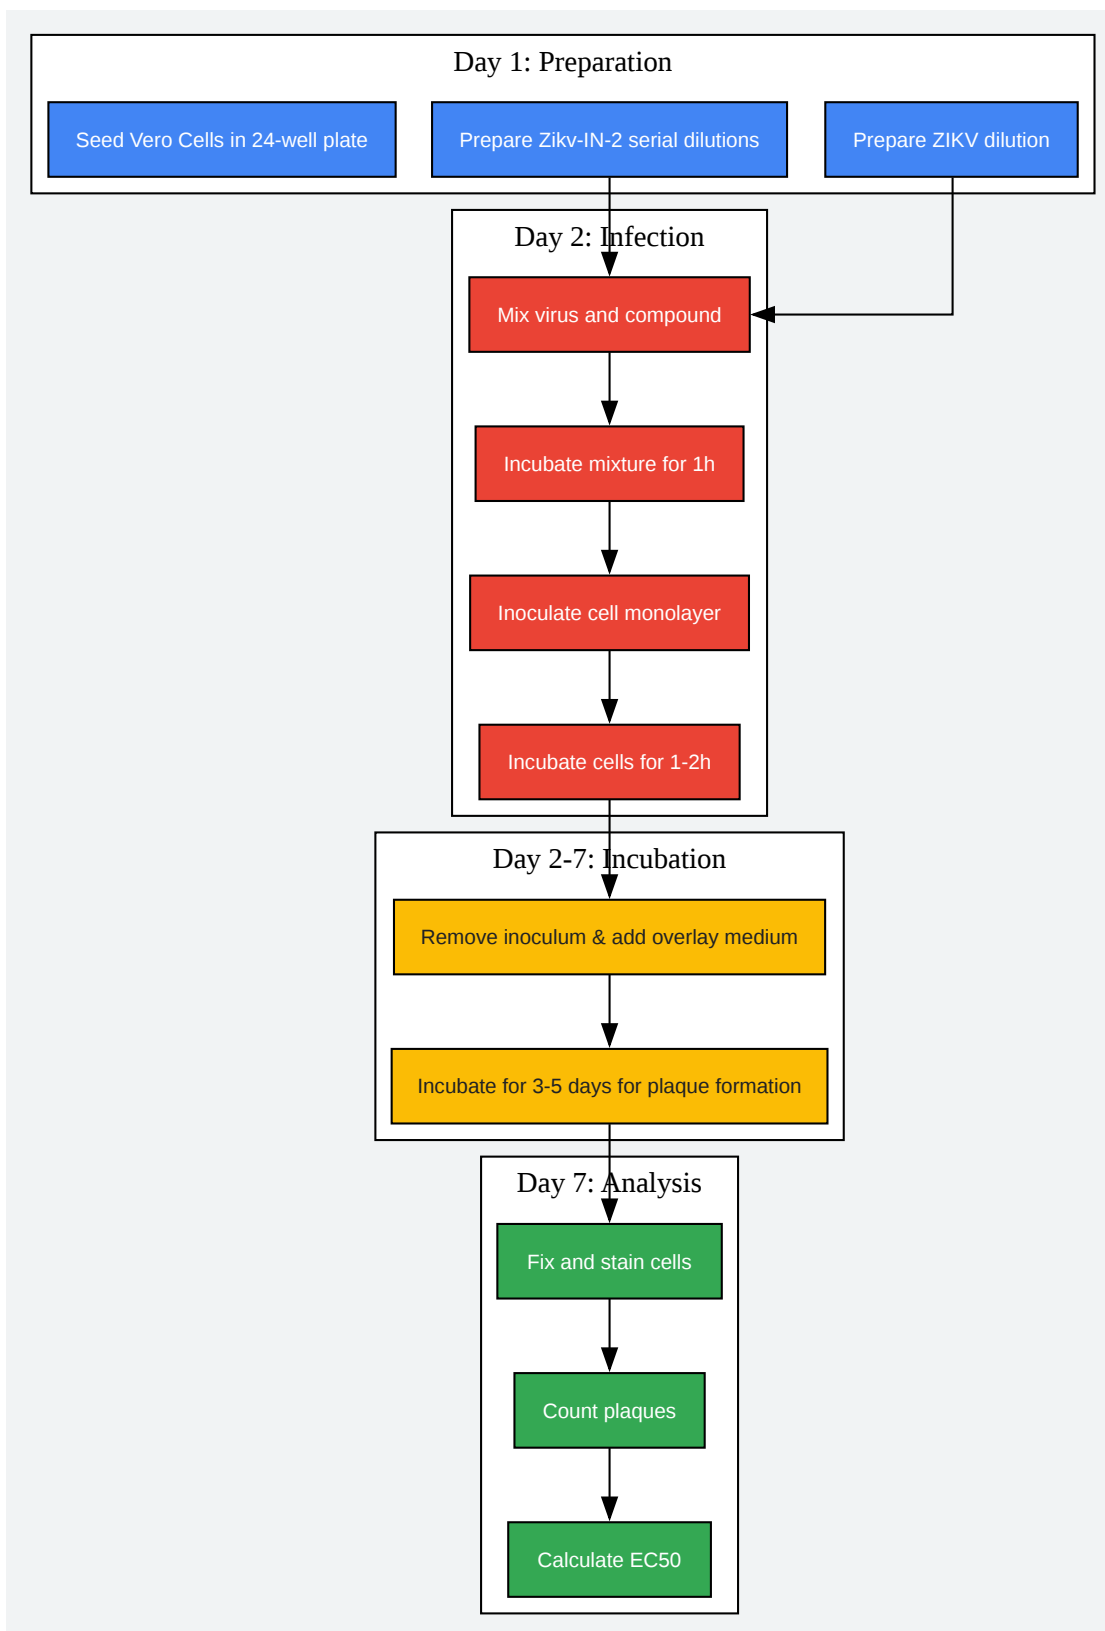 Day 1: Preparation
Seed Vero Cells in 24-well plate
Prepare Zikv-IN-2 serial dilutions
Prepare ZIKV dilution
Day 2: Infection
Mix virus and compound
Incubate mixture for 1h
Inoculate cell monolayer
Incubate cells for 1-2h
Day 2-7: Incubation
Remove inoculum & add overlay medium
Incubate for 3-5 days for plaque formation
Day 7: Analysis
Fix and stain cells
Count plaques
Calculate EC50